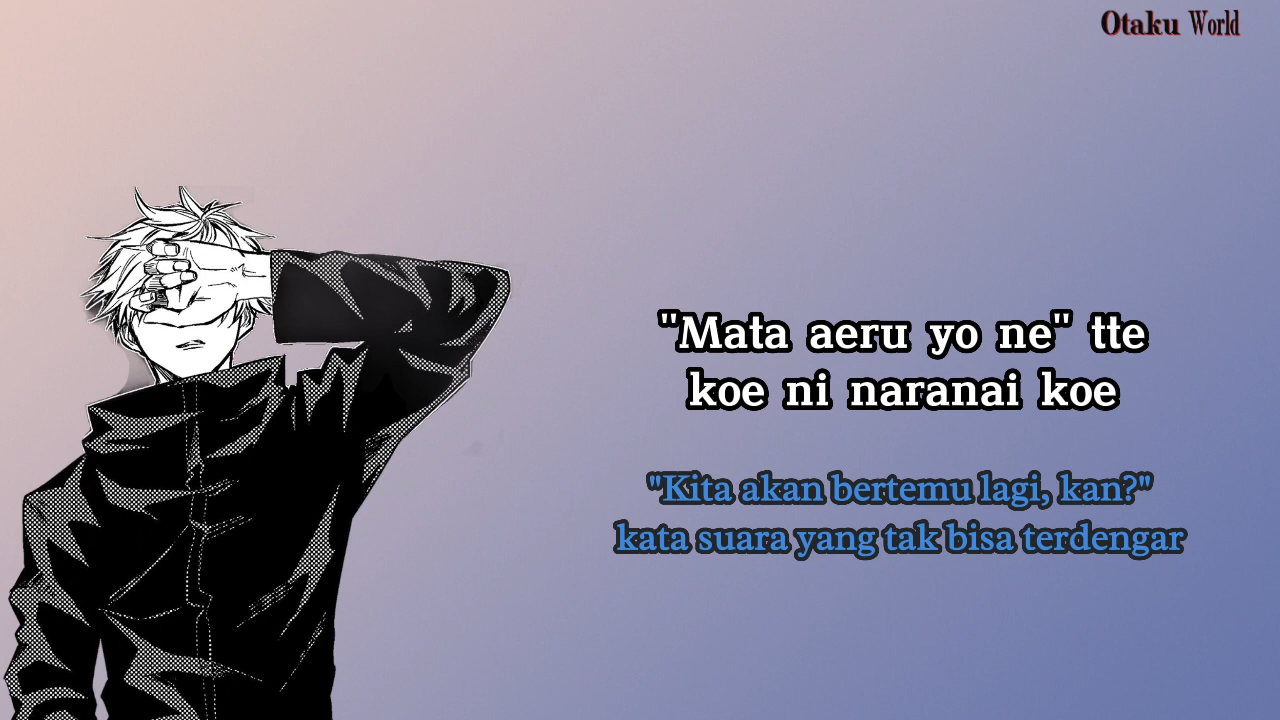 Otaku World
"Mata aeru yo ne" tte
koe ni naranai koe
"Kita akan bertemu lagi, kan?"
kata suara yang tak bisa terdengar